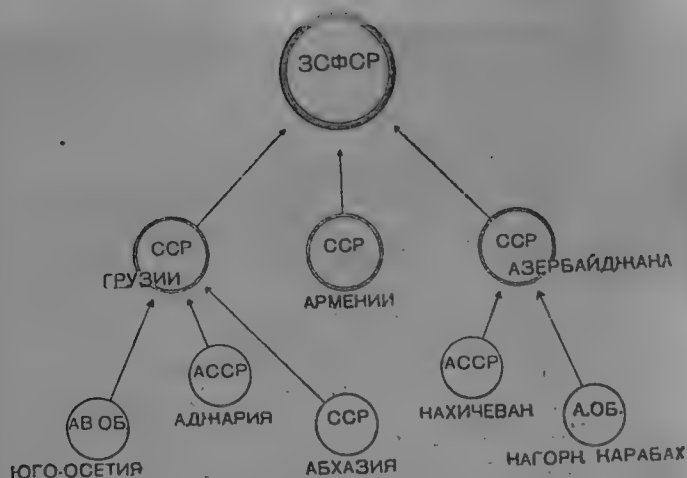 ЗСФСР
ССР
ГРУЗИИ
ССР
АРМЕНИИ
ССР
АЗЕРБАЙДЖАНА
АВ ОБ.
ЮГО-ОСЕТИЯ
АССР
АДЖАРИЯ
ССР
АБХАЗИЯ
АССР
НАХИЧЕВАН
А.ОБ.
НАГОРН. КАРАБАХ